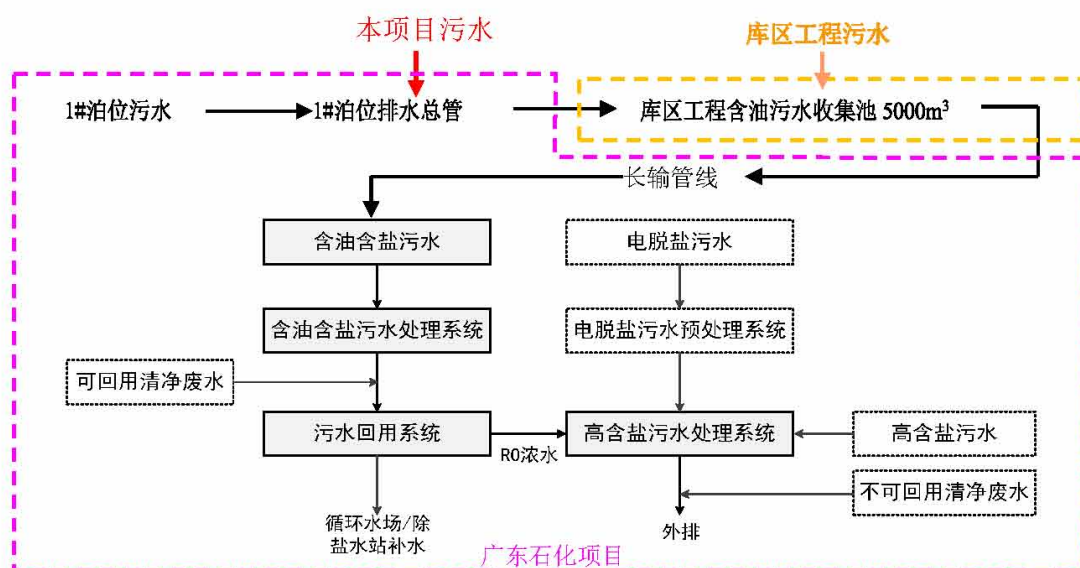 本项目污水
库区工程污水
1#泊位污水
1#泊位排水总管
库区工程含油污水收集池 5000m³
长输管线
含油含盐污水
电脱盐污水
含油含盐污水处理系统
电脱盐污水预处理系统
可回用清净废水
污水回用系统
RO浓水
高含盐污水处理系统
高含盐污水
不可回用清净废水
循环水场/除
盐水站补水
外排
广东石化项目